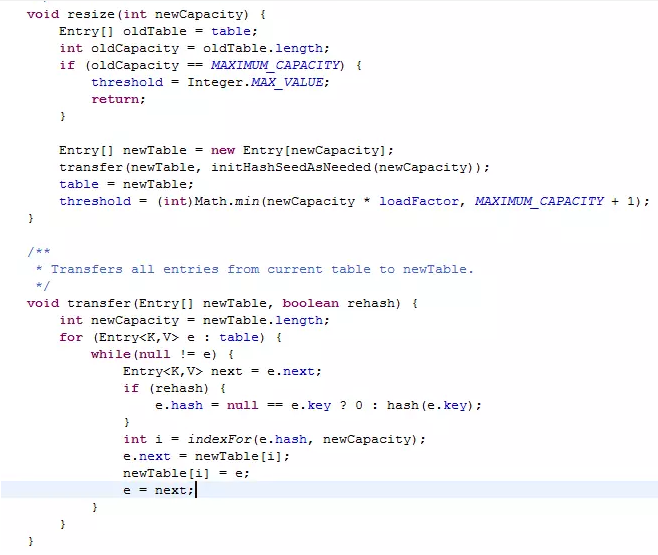 void resize(int newCapacity) {
    Entry[] oldTable = table;
    int oldCapacity = oldTable.length;
    if (oldCapacity == MAXIMUM_CAPACITY) {
        threshold = Integer.MAX_VALUE;
        return;
    }

    Entry[] newTable = new Entry[newCapacity];
    transfer(newTable, initHashSeedAsNeeded(newCapacity));
    table = newTable;
    threshold = (int)Math.min(newCapacity * loadFactor, MAXIMUM_CAPACITY + 1);
}

/**
 * Transfers all entries from current table to newTable.
 */
void transfer(Entry[] newTable, boolean rehash) {
    int newCapacity = newTable.length;
    for (Entry<K,V> e : table) {
        while(null != e) {
            Entry<K,V> next = e.next;
            if (rehash) {
                e.hash = null == e.key ? 0 : hash(e.key);
            }
            int i = indexFor(e.hash, newCapacity);
            e.next = newTable[i];
            newTable[i] = e;
            e = next;
        }
    }
}